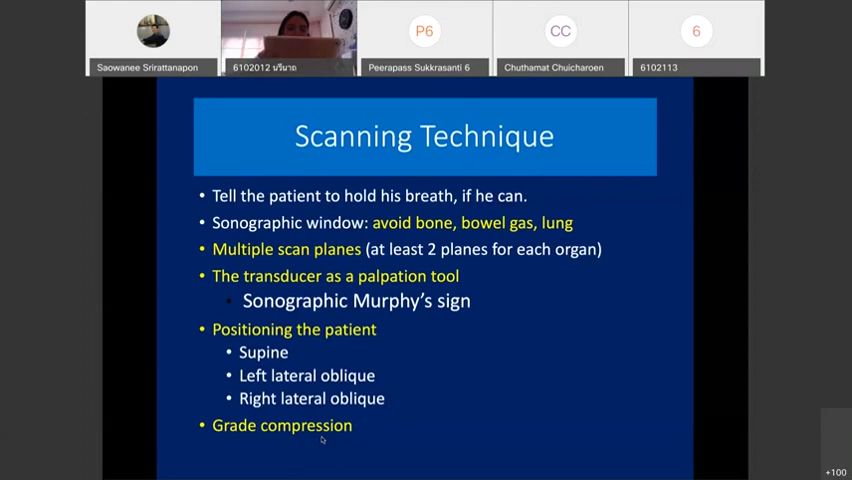 P6
CC
6
Saowanee Srirattanapon
6102012 นรีนาถ
Peerapass Sukkrasanti 6
Chuthamat Chuicharoen
6102113
Scanning Technique
• Tell the patient to hold his breath, if he can.
• Sonographic window: avoid bone, bowel gas, lung
• Multiple scan planes (at least 2 planes for each organ)
• The transducer as a palpation tool
• Sonographic Murphy's sign
• Positioning the patient
• Supine
• Left lateral oblique
• Right lateral oblique
• Grade compression
+100